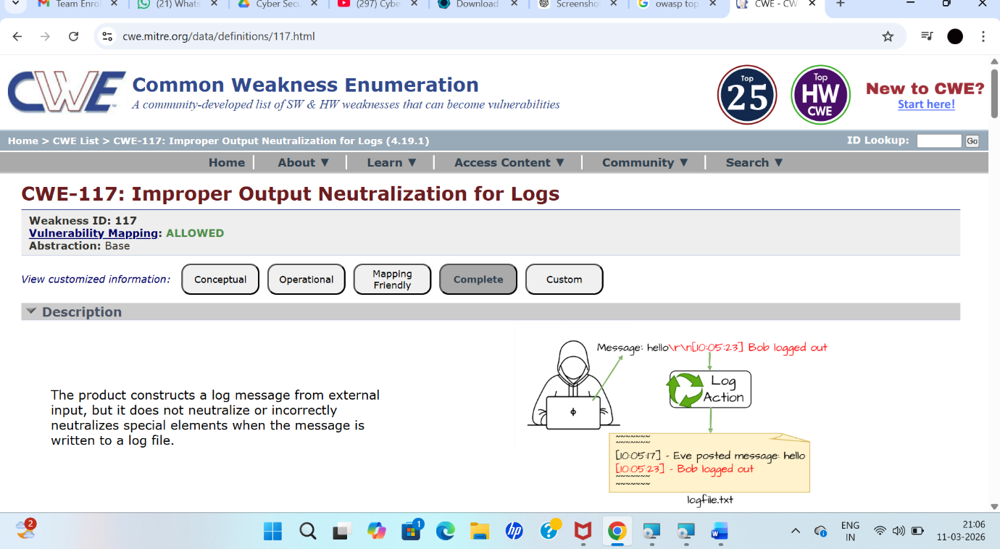 Team Enro
(21) Whats
Cyber Secu
(297) Cybe
Download
Screensho
owasp top
CWE - CW
cwe.mitre.org/data/definitions/117.html
CWE
Common Weakness Enumeration
A community-developed list of SW & HW weaknesses that can become vulnerabilities
Top
25
Top
HW
CWE
New to CWE?
Start here!
Home > CWE List > CWE-117: Improper Output Neutralization for Logs (4.19.1)
ID Lookup:
Go
Home
About ▼
Learn ▼
Access Content ▼
Community ▼
Search ▼
CWE-117: Improper Output Neutralization for Logs
Weakness ID: 117
Vulnerability Mapping: ALLOWED
Abstraction: Base
View customized information:
Conceptual
Operational
Mapping
Friendly
Complete
Custom
Description
The product constructs a log message from external
input, but it does not neutralize or incorrectly
neutralizes special elements when the message is
written to a log file.
Message: hello\r\n[10:05:23] Bob logged out
Log
Action
~~~~~~~
~~~~~~~
[10:05:17] - Eve posted message: hello
[10:05:23] - Bob logged out
~~~~~~~
~~~~~~~
logfile.txt
2
1
hp
W
ENG
IN
21:06
11-03-2026